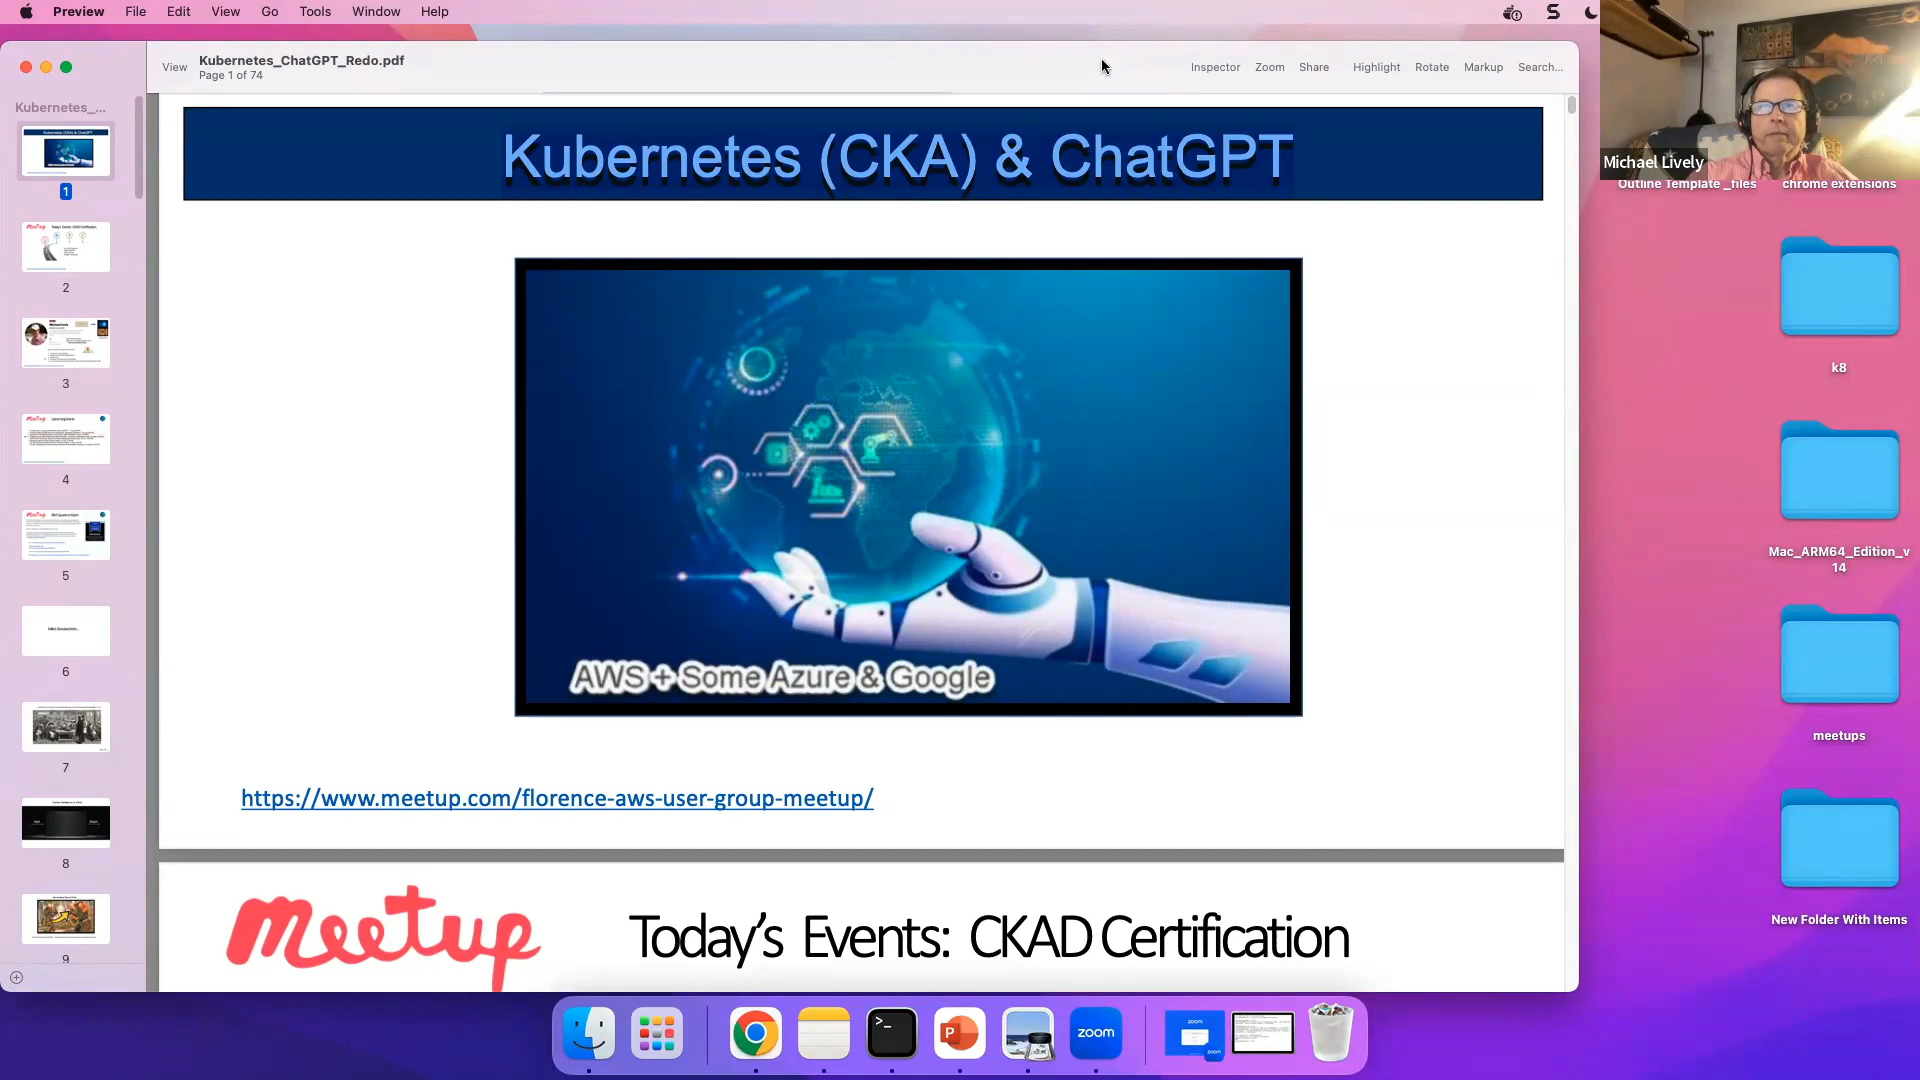 Preview File Edit View Go Tools Window Help
View
Kubernetes_ChatGPT_Redo.pdf
Page 1 of 74
Inspector Zoom Share Highlight Rotate Markup Search...
Michael Lively
Outline Template _files
chrome extensions
Kubernetes_...
1
2
3
4
5
6
7
8
9
Kubernetes (CKA) & ChatGPT
AWS + Some Azure & Google
https://www.meetup.com/florence-aws-user-group-meetup/
meetup
Today's Events: CKAD Certification
k8
Mac_ARM64_Edition_v
14
meetups
New Folder With Items
>_
P
zoom
zoom
zoom